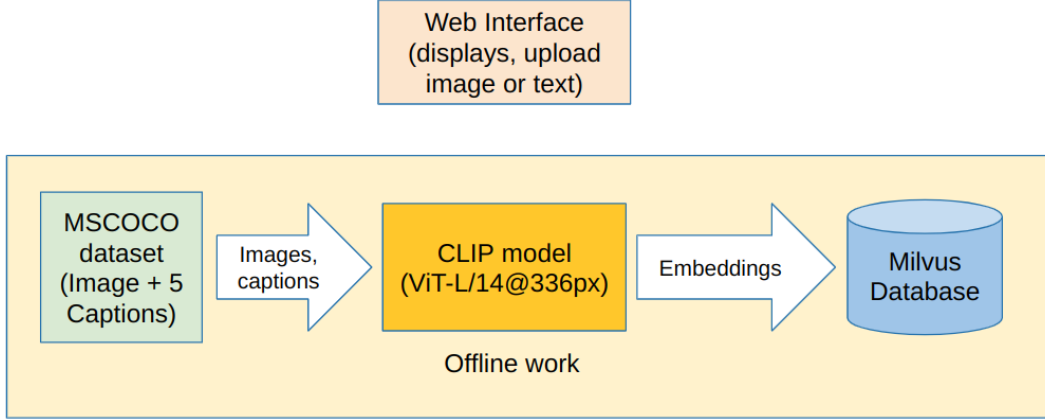 Web Interface
(displays, upload
image or text)
MSCOCO
dataset
(Image + 5
Captions)
Images,
captions
CLIP model
(ViT-L/14@336px)
Embeddings
Milvus
Database
Offline work